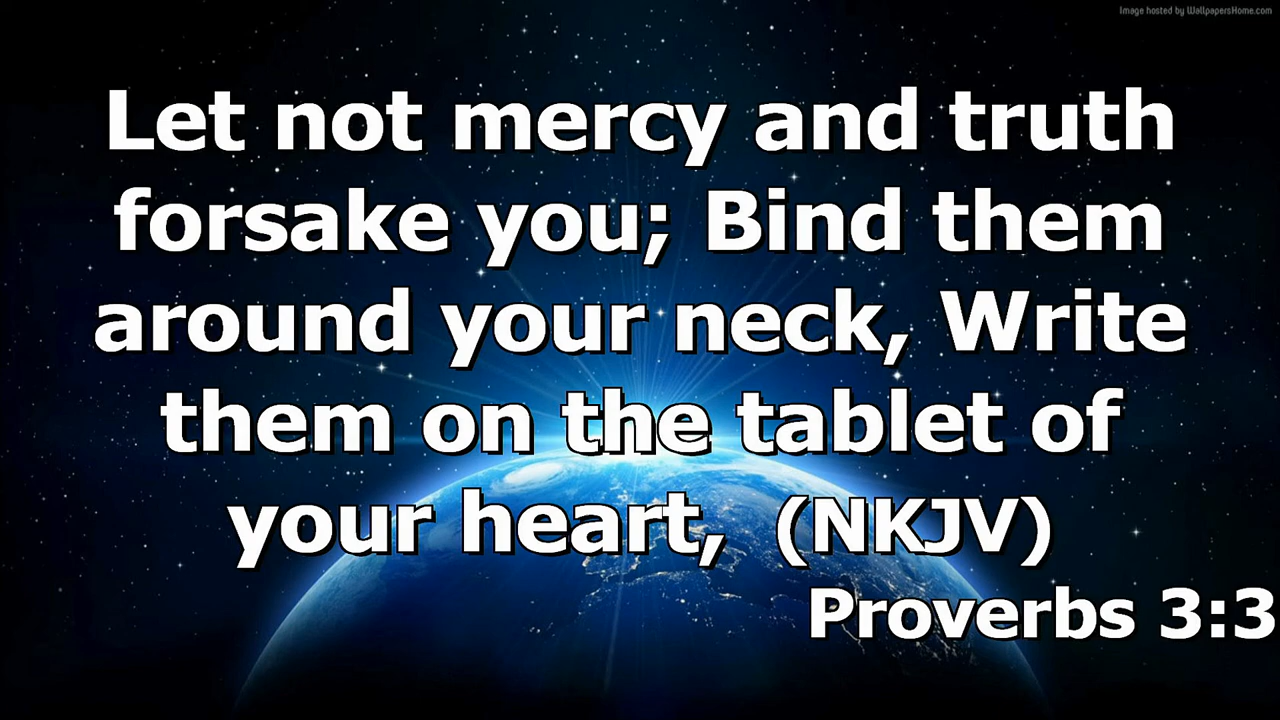 Image hosted by WallpapersHome.com
Let not mercy and truth
forsake you; Bind them
around your neck, Write
them on the tablet of
your heart, (NKJV)
Proverbs 3:3